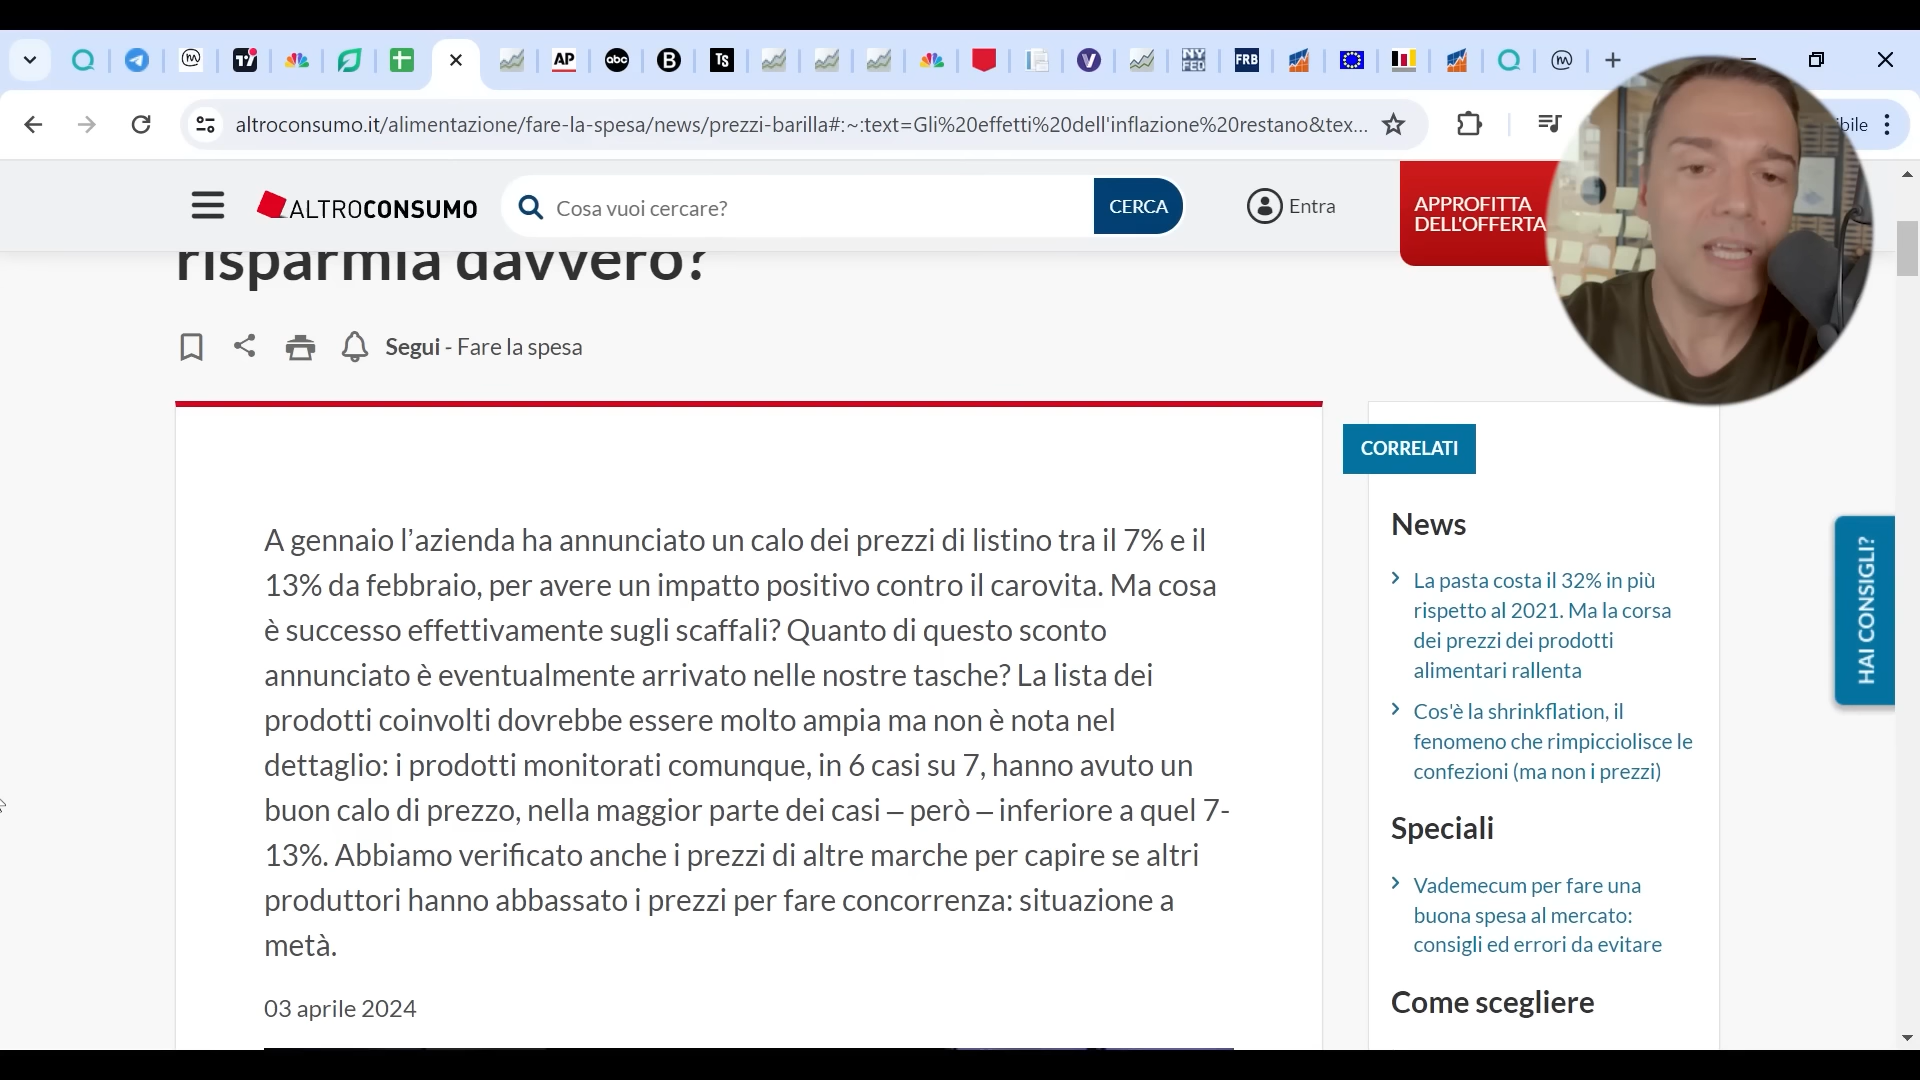 AP
abc
B
TS
NY
FED
FRB
altroconsumo.it/alimentazione/fare-la-spesa/news/prezzi-barilla#:~:text=Gli%20effetti%20dell'inflazione%20restano&tex...
ibile
ALTROCONSUMO
Cosa vuoi cercare?
CERCA
Entra
APPROFITTA
DELL'OFFERTA
risparmia davvero?
Segui - Fare la spesa
A gennaio l’azienda ha annunciato un calo dei prezzi di listino tra il 7% e il
13% da febbraio, per avere un impatto positivo contro il carovita. Ma cosa
è successo effettivamente sugli scaffali? Quanto di questo sconto
annunciato è eventualmente arrivato nelle nostre tasche? La lista dei
prodotti coinvolti dovrebbe essere molto ampia ma non è nota nel
dettaglio: i prodotti monitorati comunque, in 6 casi su 7, hanno avuto un
buon calo di prezzo, nella maggior parte dei casi – però – inferiore a quel 7-
13%. Abbiamo verificato anche i prezzi di altre marche per capire se altri
produttori hanno abbassato i prezzi per fare concorrenza: situazione a
metà.
03 aprile 2024
CORRELATI
News
La pasta costa il 32% in più
rispetto al 2021. Ma la corsa
dei prezzi dei prodotti
alimentari rallenta
Cos'è la shrinkflation, il
fenomeno che rimpicciolisce le
confezioni (ma non i prezzi)
Speciali
Vademecum per fare una
buona spesa al mercato:
consigli ed errori da evitare
Come scegliere
HAI CONSIGLI?